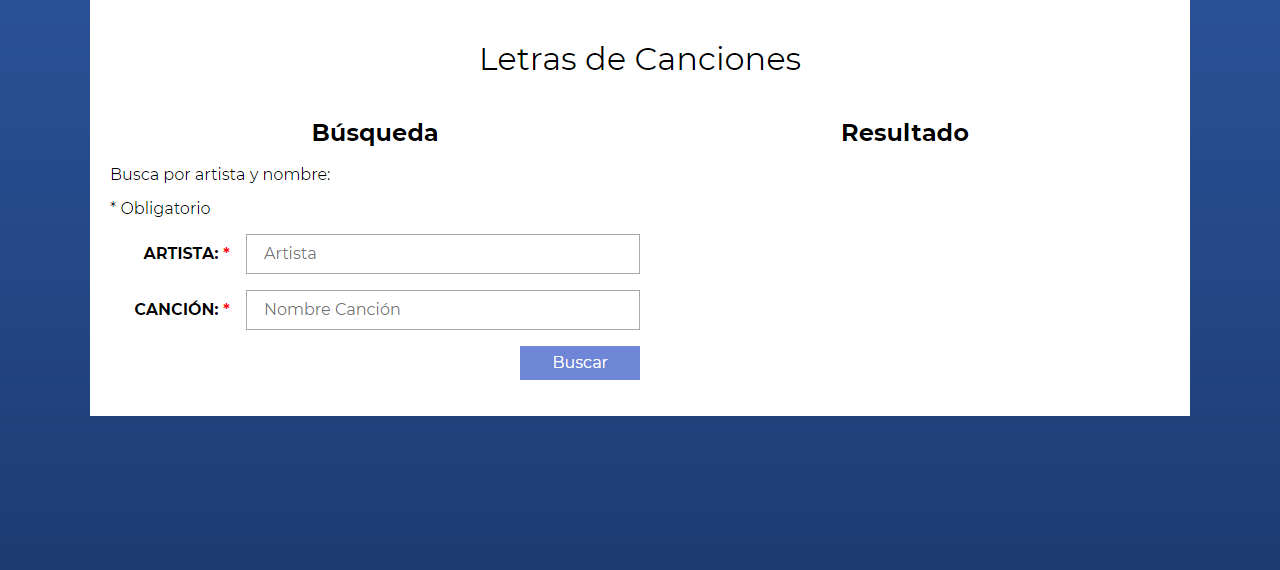 Letras de Canciones
Búsqueda
Resultado
Busca por artista y nombre:
* Obligatorio
ARTISTA: * Artista
CANCIÓN: * Nombre Canción
Buscar